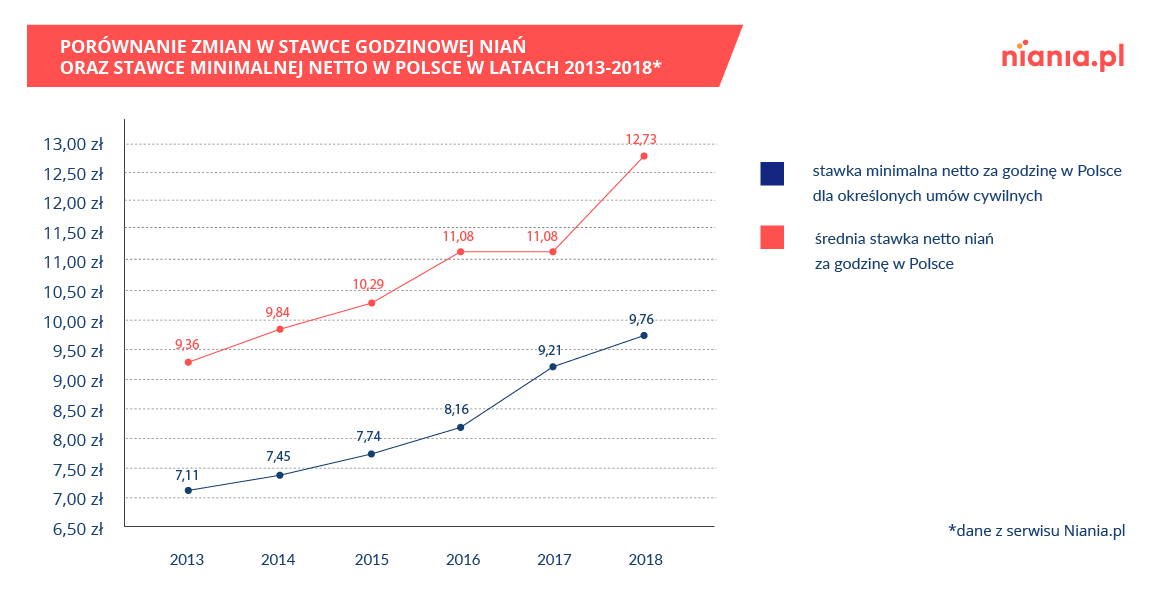 PORÓWNANIE ZMIAN W STAWCE GODZINOWEJ NIAŃ
ORAZ STAWCE MINIMALNEJ NETTO W POLSCE W LATACH 2013-2018*
niania.pl
13,00 zł
12,50 zł
12,00 zł
11,50 zł
11,00 zł
10,50 zł
10,00 zł
9,50 zł
9,00 zł
8,50 zł
8,00 zł
7,50 zł
7,00 zł
6,50 zł
9,36
9,84
10,29
11,08
11,08
12,73
7,11
7,45
7,74
8,16
9,21
9,76
2013
2014
2015
2016
2017
2018
stawka minimalna netto za godzinę w Polsce
dla określonych umów cywilnych
średnia stawka netto niań
za godzinę w Polsce
*dane z serwisu Niania.pl